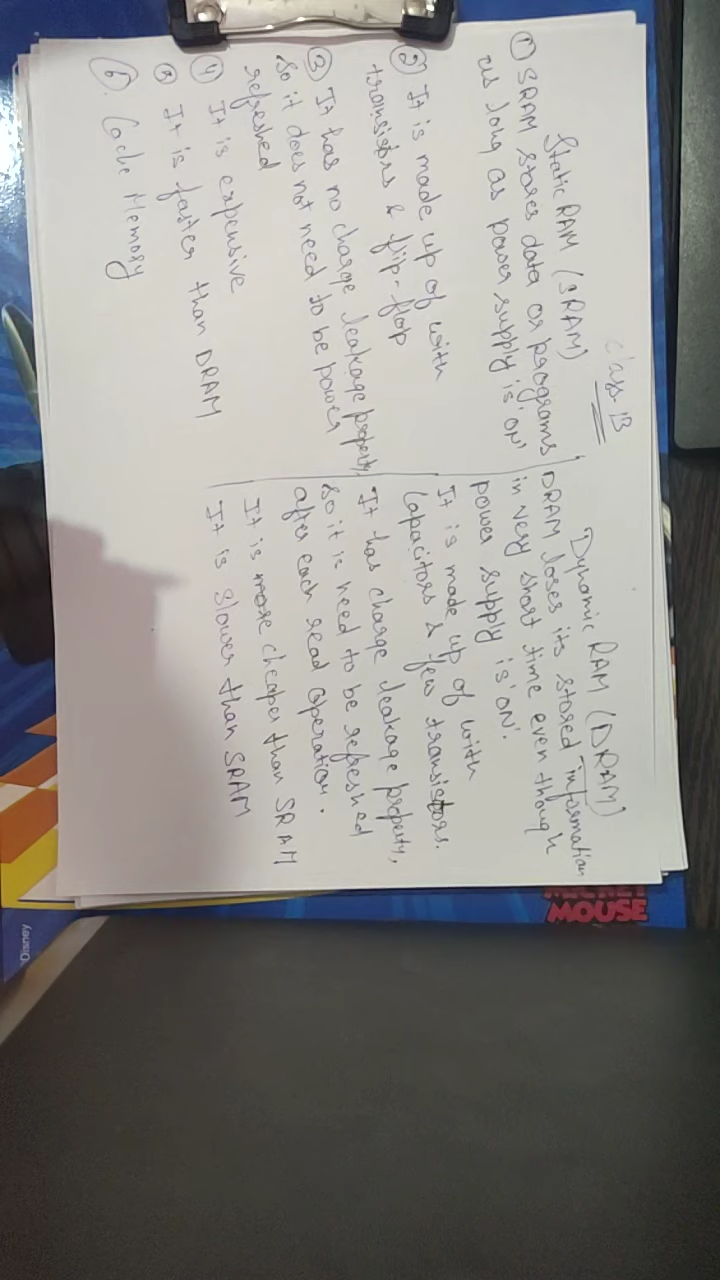 Class-13
Static RAM (SRAM)
① SRAM stores data or programs
as long as power supply is 'ON'
② It is made up of with
transistors & flip-flop
③ It has no charge leakage property,
so it does not need to be power
refreshed
④ It is expensive
⑤ It is faster than DRAM
⑥. Cache Memory
Dynamic RAM (DRAM)
DRAM loses its stored information
in very short time even though
power supply is 'ON'.
It is made up of with
Capacitors & few transistors.
It has charge leakage property,
so it is need to be refreshed
after each read operation.
It is more cheaper than SRAM
It is slower than SRAM
MICKEY
MOUSE
Disney